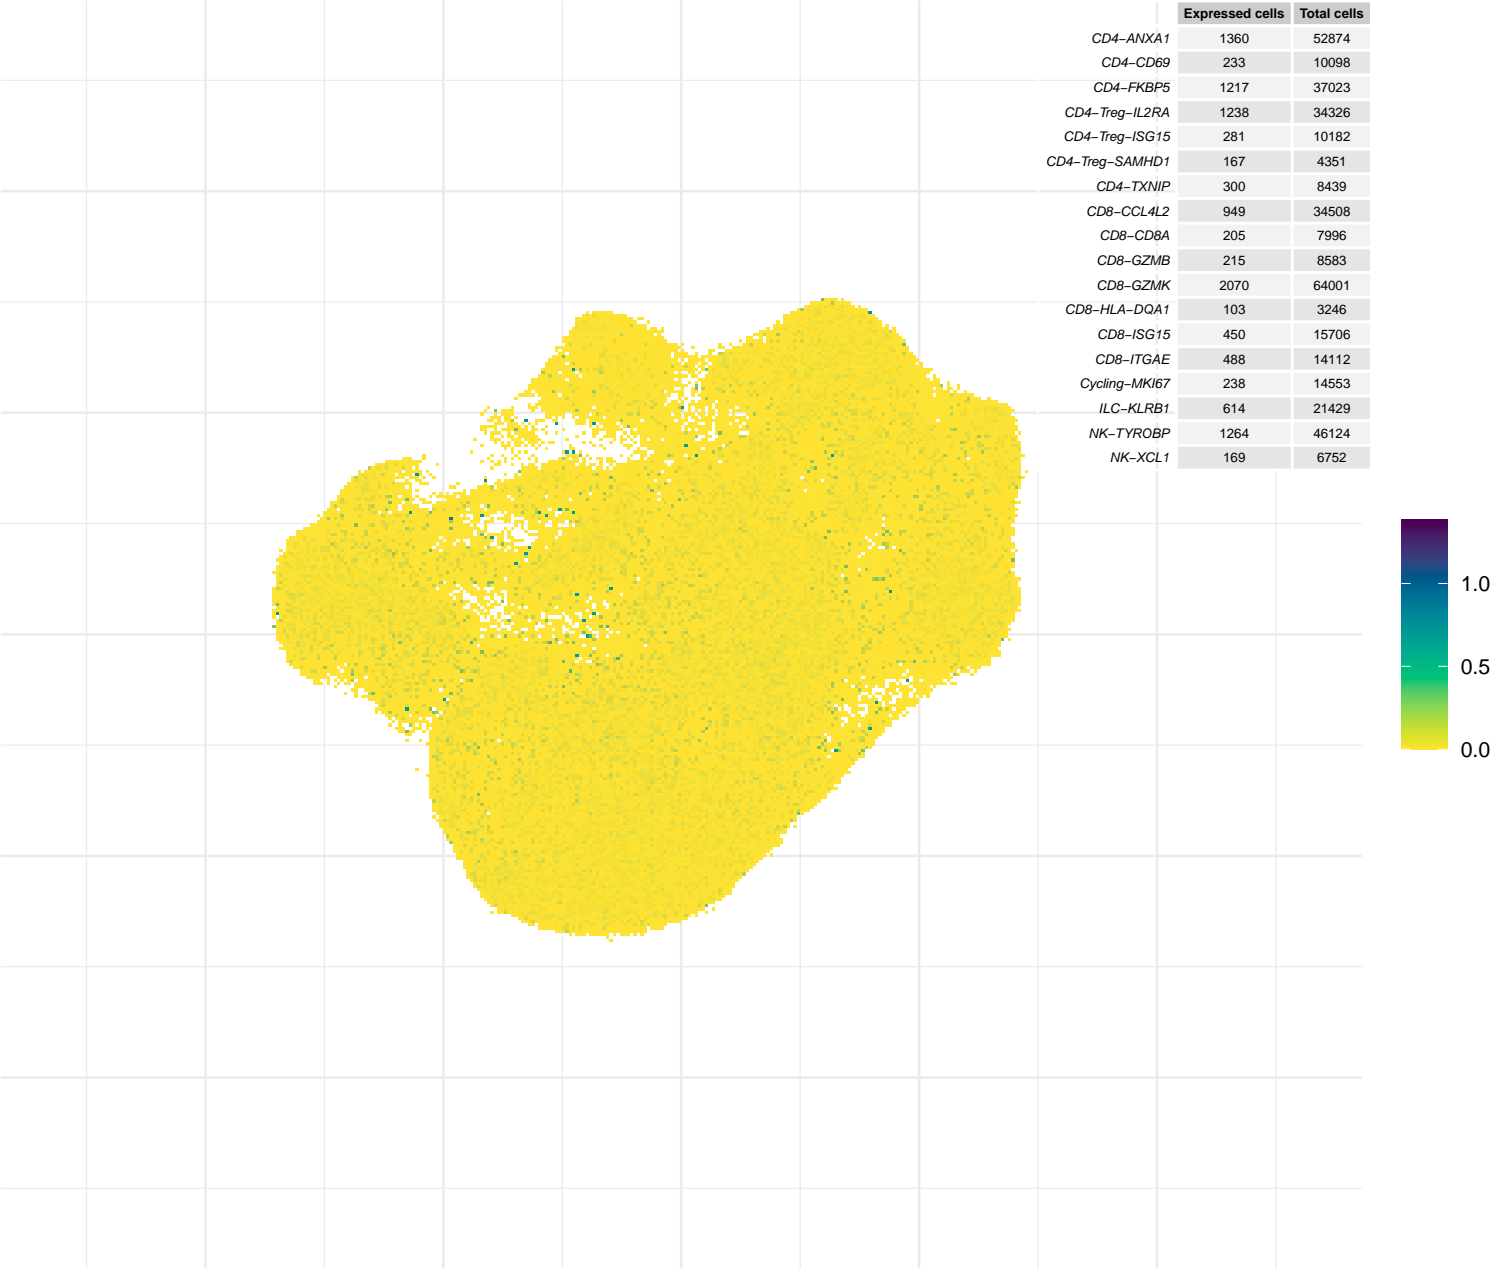 Expressed cells Total cells
CD4−ANXA1 1360 52874
CD4−CD69 233 10098
CD4−FKBP5 1217 37023
CD4−Treg−IL2RA 1238 34326
CD4−Treg−ISG15 281 10182
CD4−Treg−SAMHD1 167 4351
CD4−TXNIP 300 8439
CD8−CCL4L2 949 34508
CD8−CD8A 205 7996
CD8−GZMB 215 8583
CD8−GZMK 2070 64001
CD8−HLA−DQA1 103 3246
CD8−ISG15 450 15706
CD8−ITGAE 488 14112
Cycling−MKI67 238 14553
ILC−KLRB1 614 21429
NK−TYROBP 1264 46124
NK−XCL1 169 6752
1.0
0.5
0.0